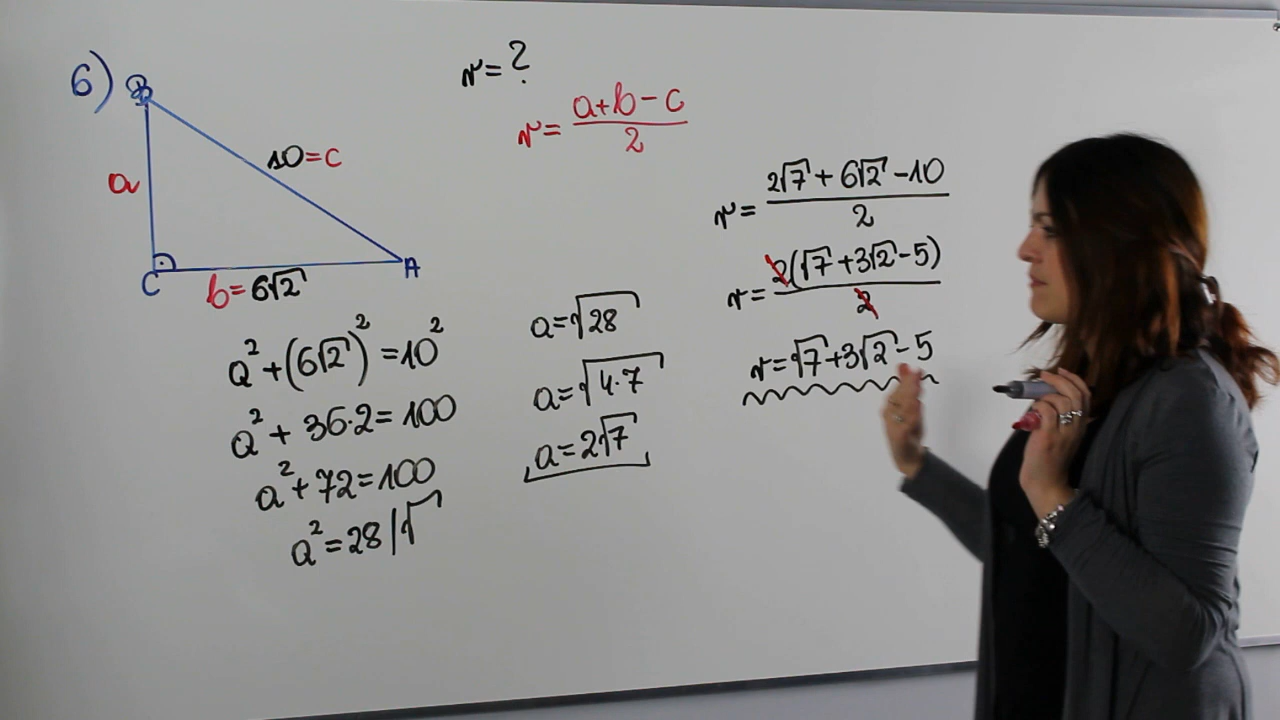 6)
B
a
10=c
C
b=6√2
A
r=?
r=(a+b-c)/2
a²+(6√2)²=10²
a²+36·2=100
a²+72=100
a²=28/√
a=√28
a=√4·7
a=2√7
r=(2√7+6√2-10)/2
r=2(√7+3√2-5)/2
r=√7+3√2-5